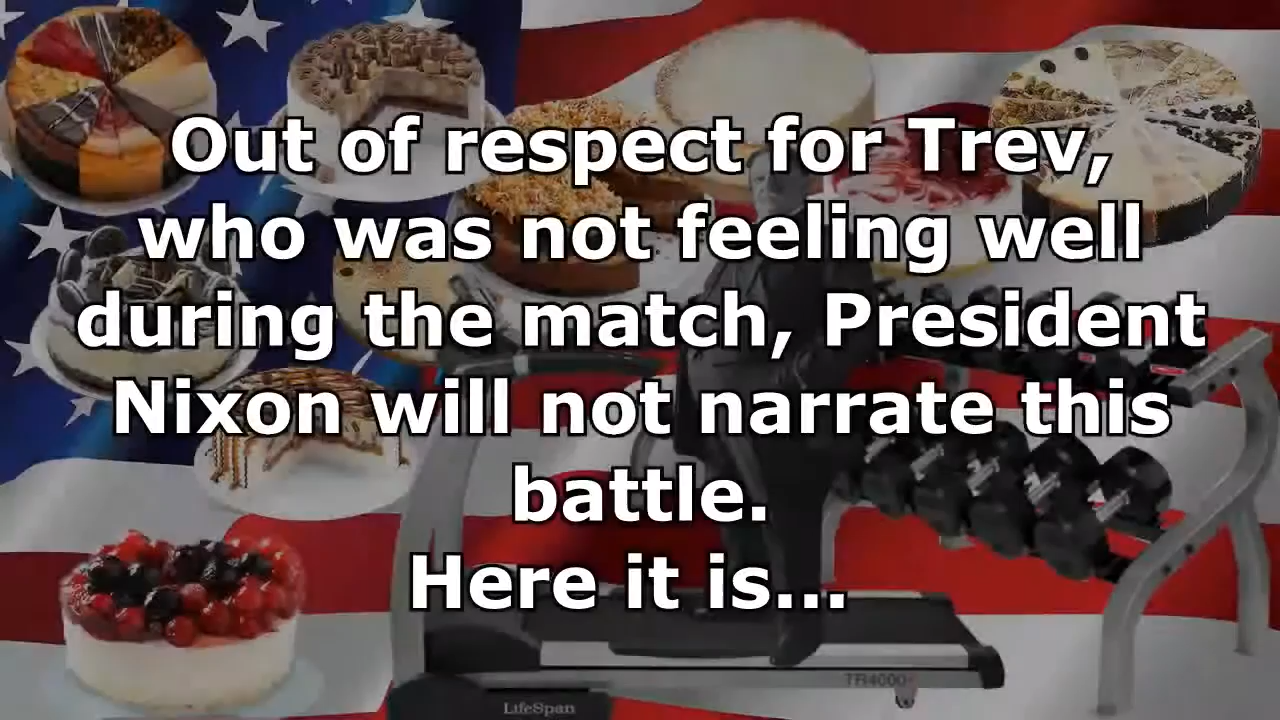 Out of respect for Trev,
who was not feeling well
during the match, President
Nixon will not narrate this
battle.
Here it is...
TR4000
LifeSpan